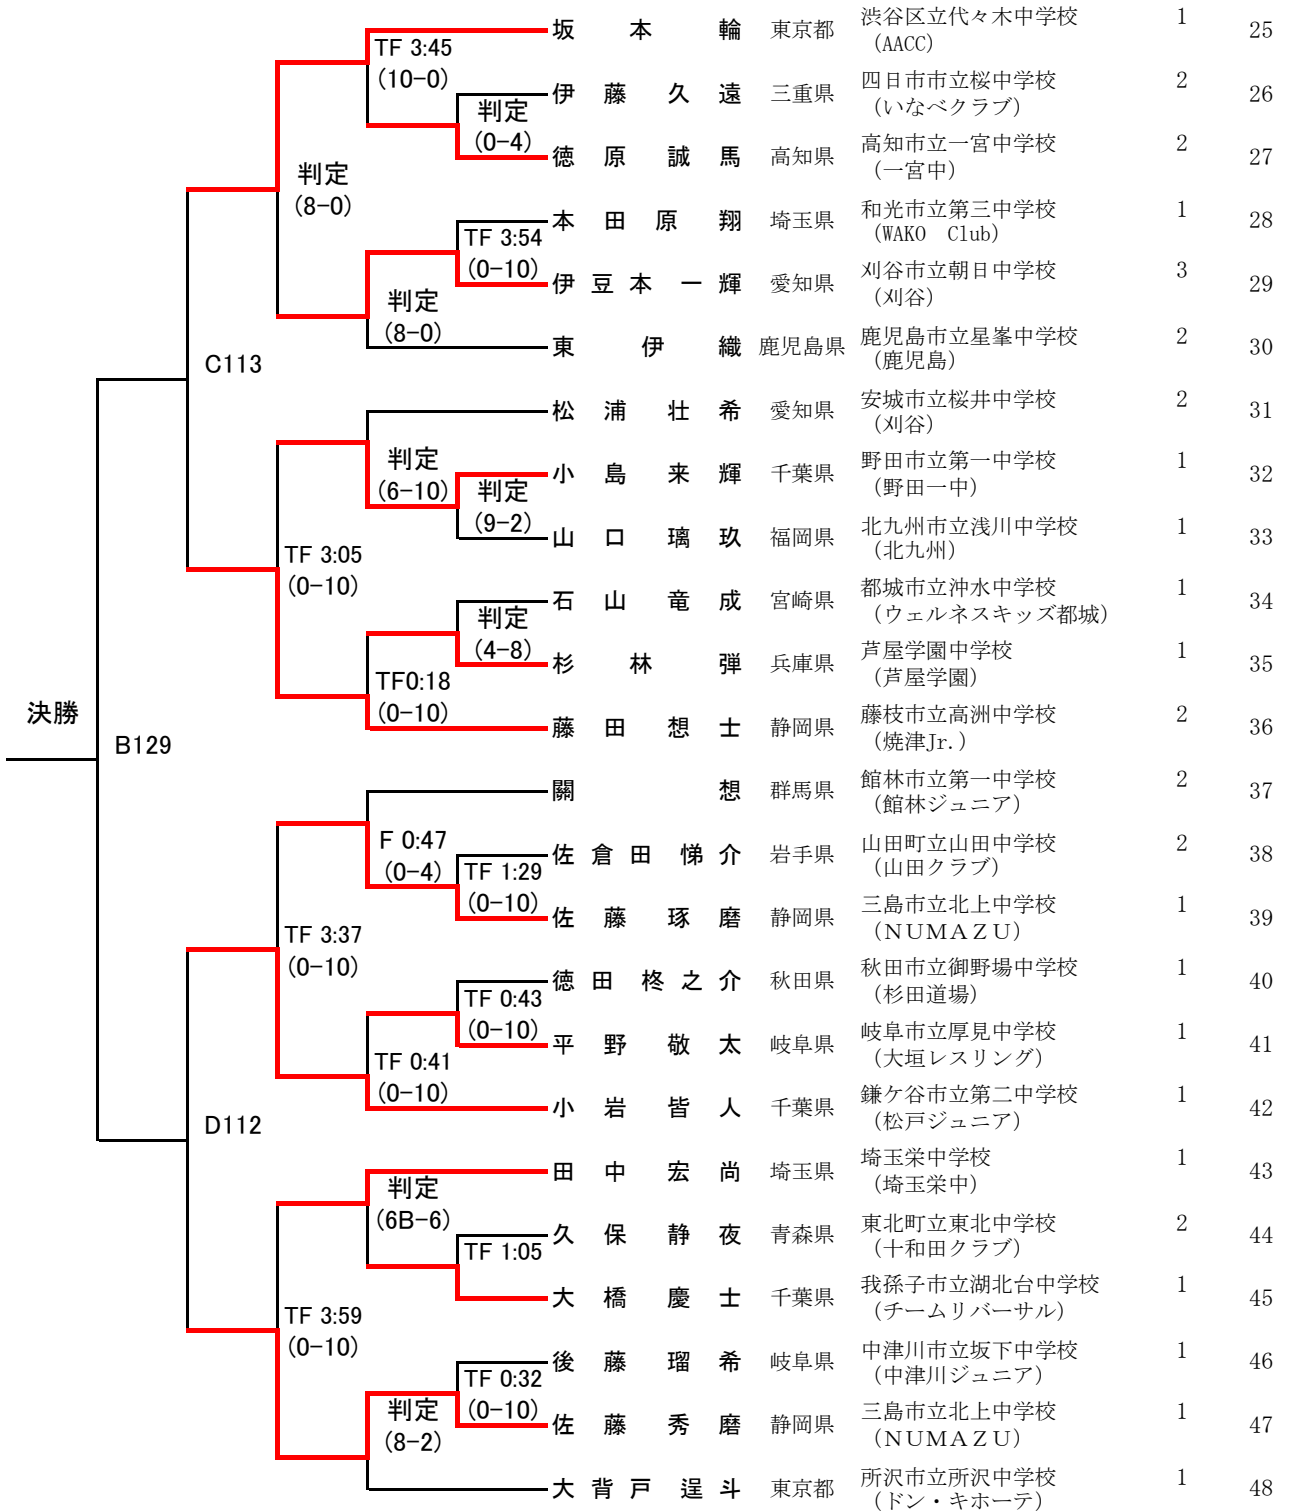 坂本輪 東京都 渋谷区立代々木中学校 1 25
（AACC）
TF 3:45
(10-0)
伊藤久遠 三重県 四日市市立桜中学校 2 26
（いなべクラブ）
判定
(0-4)
徳原誠馬 高知県 高知市立一宮中学校 2 27
（一宮中）
判定
(8-0)
本田原翔 埼玉県 和光市立第三中学校 1 28
（WAKO Club）
TF 3:54
(0-10)
伊豆本一輝 愛知県 刈谷市立朝日中学校 3 29
（刈谷）
判定
(8-0)
東伊織 鹿児島県 鹿児島市立星峯中学校 2 30
（鹿児島）
C113
松浦壮希 愛知県 安城市立桜井中学校 2 31
（刈谷）
判定
(6-10)
小島来輝 千葉県 野田市立第一中学校 1 32
（野田一中）
判定
(9-2)
山口璃玖 福岡県 北九州市立浅川中学校 1 33
（北九州）
TF 3:05
(0-10)
石山竜成 宮崎県 都城市立沖水中学校 1 34
（ウェルネスキッズ都城）
判定
(4-8)
杉林弾 兵庫県 芦屋学園中学校 1 35
（芦屋学園）
TF0:18
(0-10)
藤田想士 静岡県 藤枝市立高洲中学校 2 36
（焼津Jr.）
決勝
B129
關想 群馬県 館林市立第一中学校 2 37
（館林ジュニア）
F 0:47
(0-4)
佐倉田悌介 岩手県 山田町立山田中学校 2 38
（山田クラブ）
TF 1:29
(0-10)
佐藤琢磨 静岡県 三島市立北上中学校 1 39
（ＮＵＭＡＺＵ）
TF 3:37
(0-10)
徳田柊之介 秋田県 秋田市立御野場中学校 1 40
（杉田道場）
TF 0:43
(0-10)
平野敬太 岐阜県 岐阜市立厚見中学校 1 41
（大垣レスリング）
TF 0:41
(0-10)
小岩皆人 千葉県 鎌ケ谷市立第二中学校 1 42
（松戸ジュニア）
D112
田中宏尚 埼玉県 埼玉栄中学校 1 43
（埼玉栄中）
判定
(6B-6)
久保静夜 青森県 東北町立東北中学校 2 44
（十和田クラブ）
TF 1:05
大橋慶士 千葉県 我孫子市立湖北台中学校 1 45
（チームリバーサル）
TF 3:59
(0-10)
後藤瑠希 岐阜県 中津川市立坂下中学校 1 46
（中津川ジュニア）
TF 0:32
(0-10)
佐藤秀磨 静岡県 三島市立北上中学校 1 47
（ＮＵＭＡＺＵ）
判定
(8-2)
大背戸逞斗 東京都 所沢市立所沢中学校 1 48
（ドン・キホーテ）